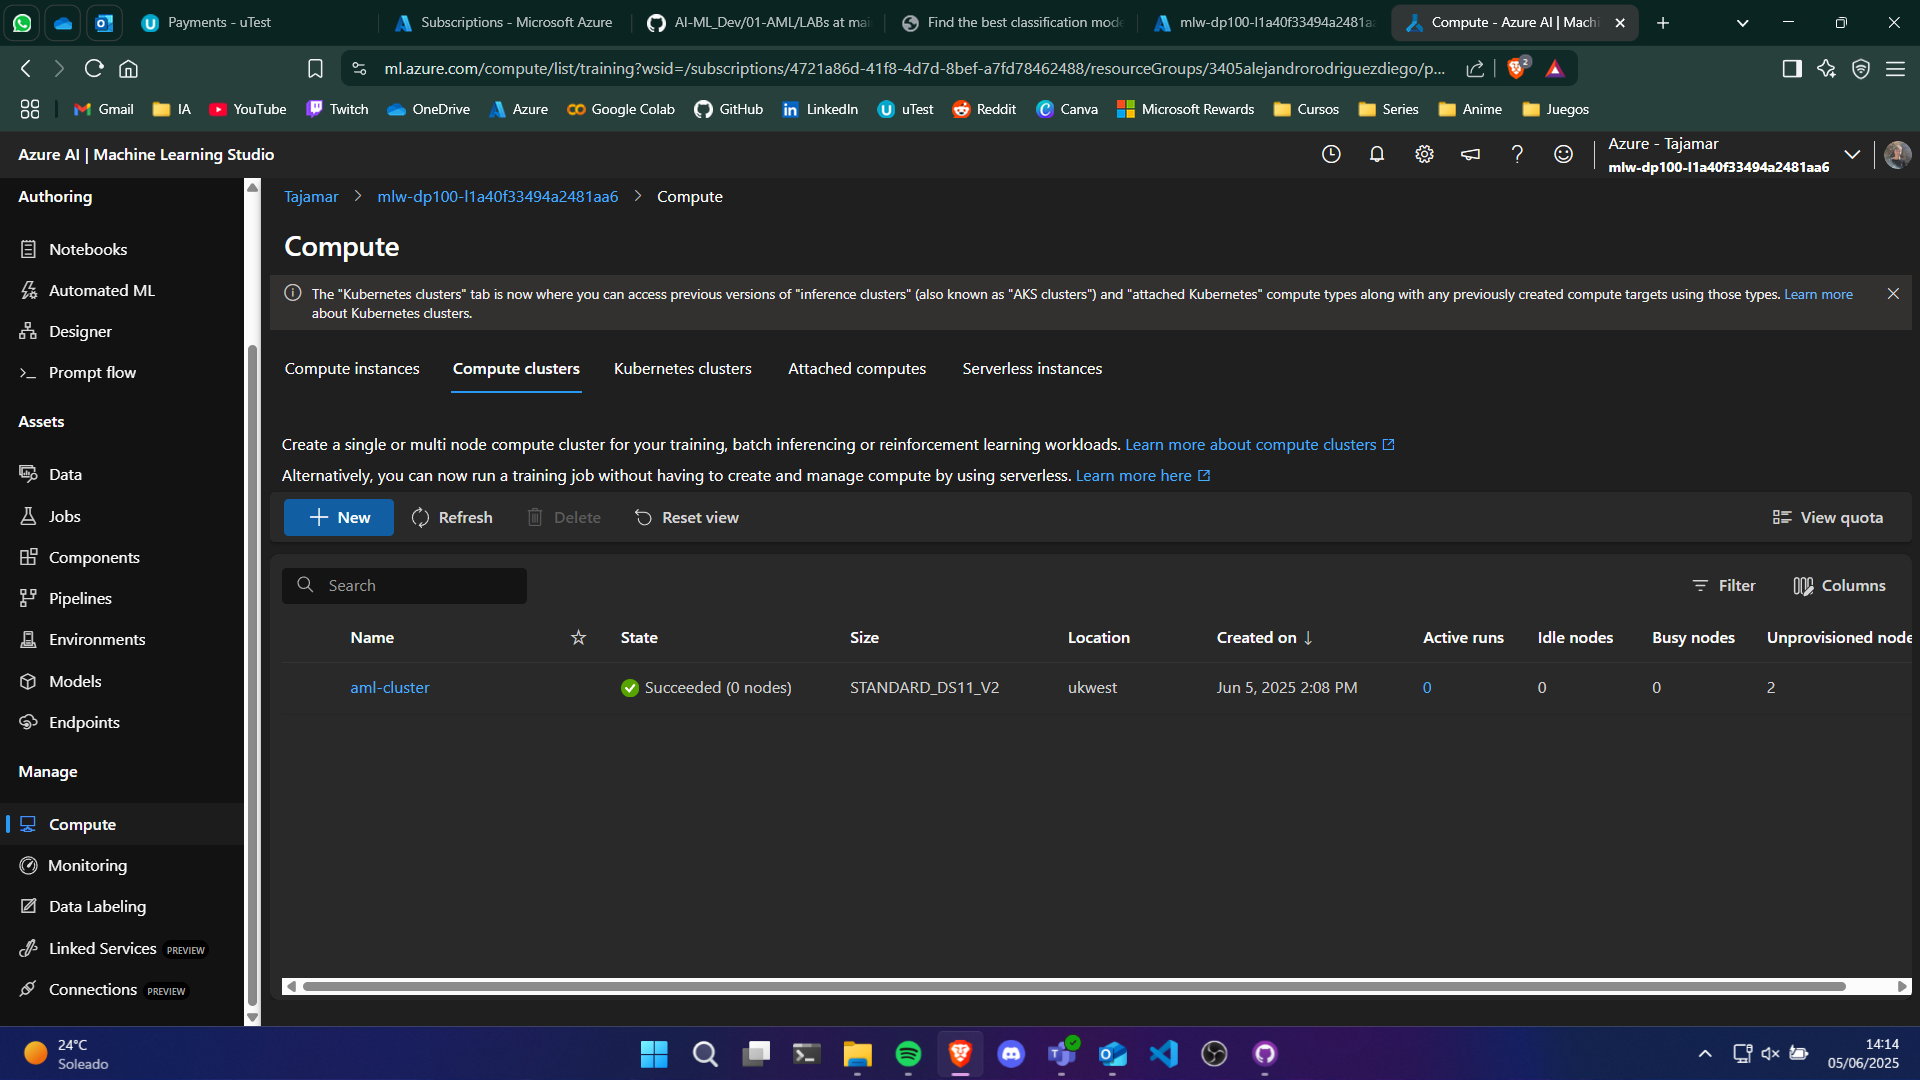 Payments - uTest
Subscriptions - Microsoft Azure
AI-ML_Dev/01-AML/LABs at mai
Find the best classification mode
mlw-dp100-l1a40f33494a2481aa
Compute - Azure AI | Machi
ml.azure.com/compute/list/training?wsid=/subscriptions/4721a86d-41f8-4d7d-8bef-a7fd78462488/resourceGroups/3405alejandrorodriguezdiego/p...
2
Gmail
IA
YouTube
Twitch
OneDrive
Azure
Google Colab
GitHub
LinkedIn
uTest
Reddit
Canva
Microsoft Rewards
Cursos
Series
Anime
Juegos
Azure AI | Machine Learning Studio
Azure - Tajamar
mlw-dp100-l1a40f33494a2481aa6
Authoring
Notebooks
Automated ML
Designer
Prompt flow
Assets
Data
Jobs
Components
Pipelines
Environments
Models
Endpoints
Manage
Compute
Monitoring
Data Labeling
Linked Services PREVIEW
Connections PREVIEW
Tajamar > mlw-dp100-l1a40f33494a2481aa6 > Compute
Compute
The "Kubernetes clusters" tab is now where you can access previous versions of "inference clusters" (also known as "AKS clusters") and "attached Kubernetes" compute types along with any previously created compute targets using those types. Learn more
about Kubernetes clusters.
Compute instances
Compute clusters
Kubernetes clusters
Attached computes
Serverless instances
Create a single or multi node compute cluster for your training, batch inferencing or reinforcement learning workloads. Learn more about compute clusters
Alternatively, you can now run a training job without having to create and manage compute by using serverless. Learn more here
New
Refresh
Delete
Reset view
View quota
Search
Filter
Columns
Name State Size Location Created on ↓ Active runs Idle nodes Busy nodes Unprovisioned node
aml-cluster Succeeded (0 nodes) STANDARD_DS11_V2 ukwest Jun 5, 2025 2:08 PM 0 0 0 2
24°C
Soleado
14:14
05/06/2025